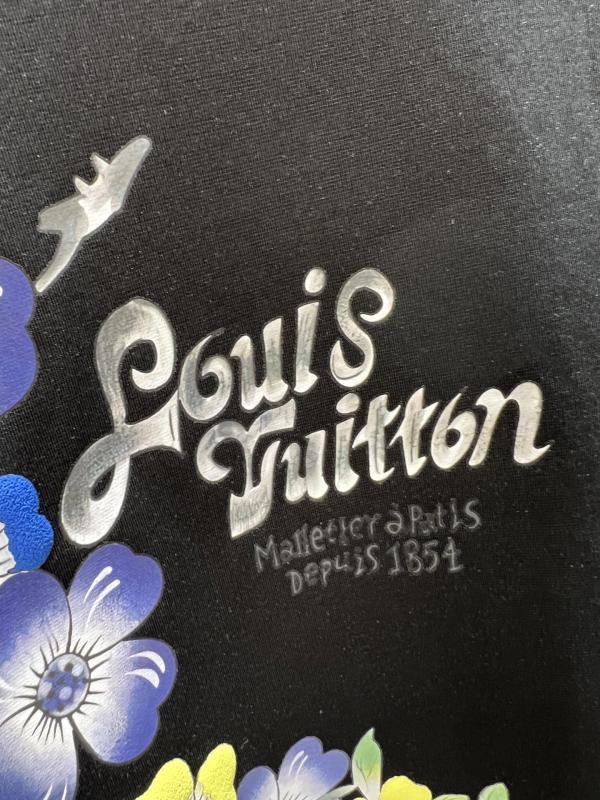 Louis
Vuitton
Malletier à Paris
Depuis 1854